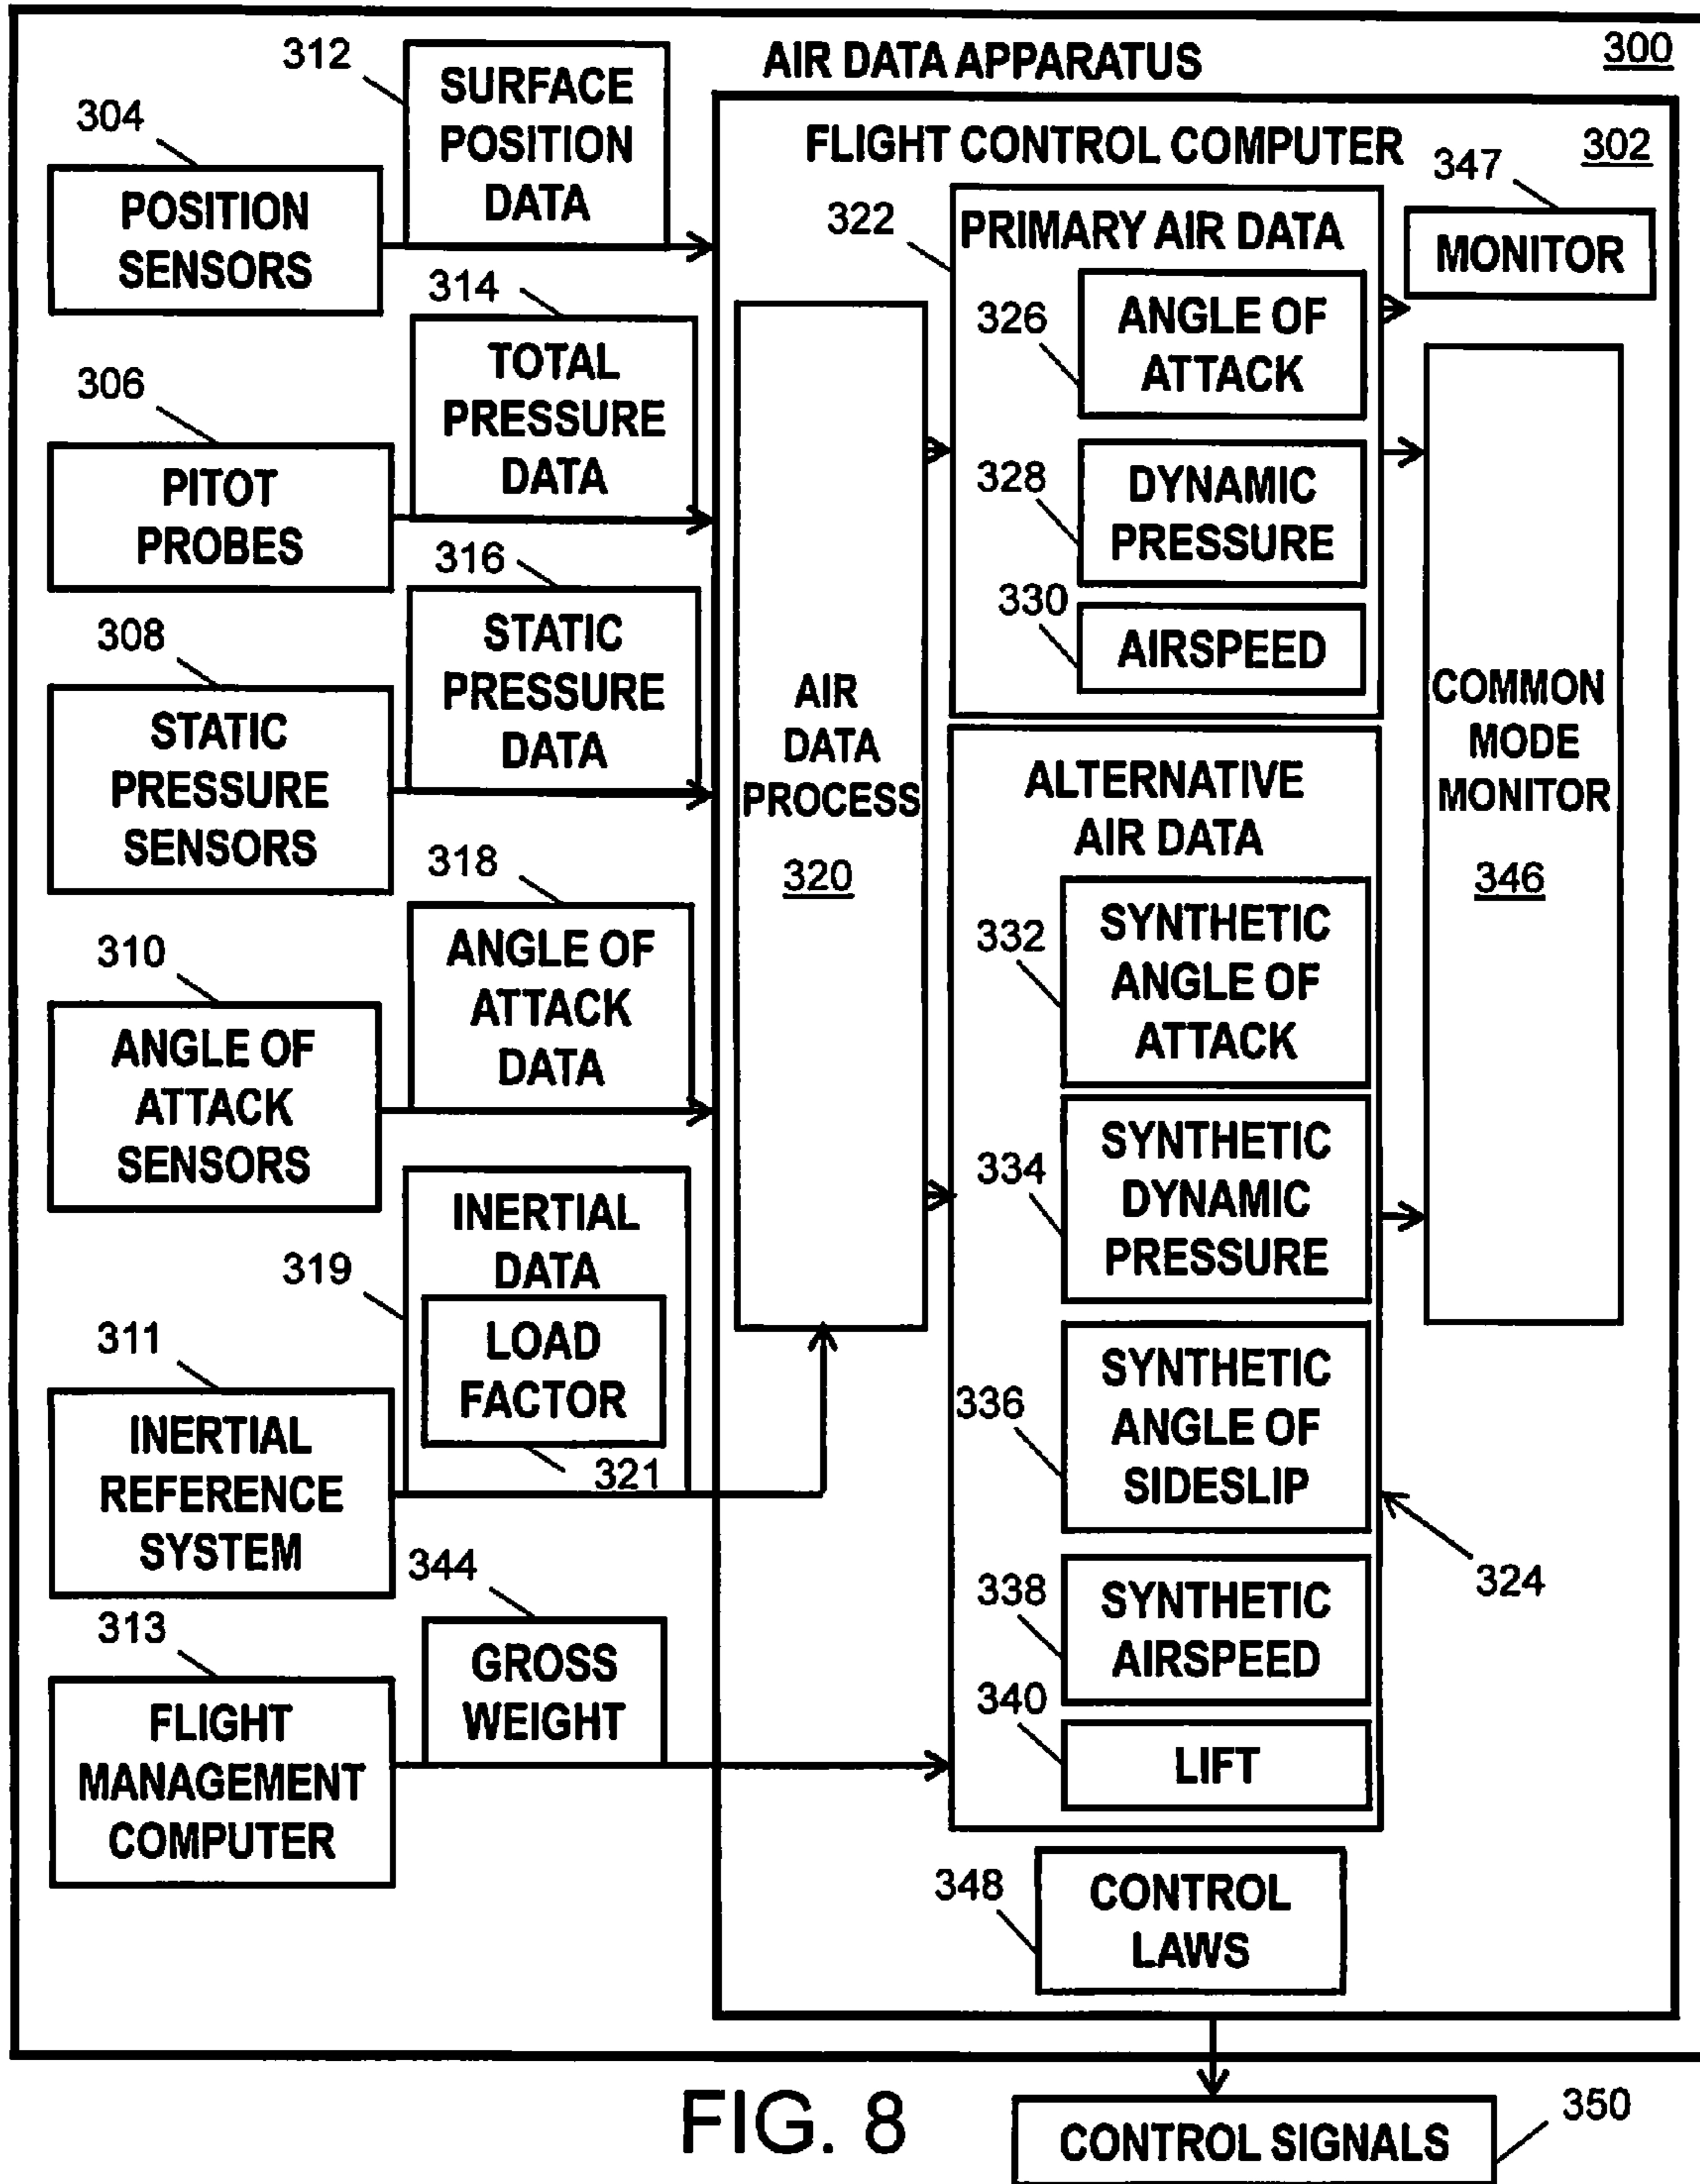 AIR DATA APPARATUS
300
312
SURFACE
POSITION
DATA
304
POSITION
SENSORS
314
TOTAL
PRESSURE
DATA
306
PITOT
PROBES
316
STATIC
PRESSURE
DATA
308
STATIC
PRESSURE
SENSORS
318
ANGLE OF
ATTACK
DATA
310
ANGLE OF
ATTACK
SENSORS
INERTIAL
DATA
319
LOAD
FACTOR
321
311
INERTIAL
REFERENCE
SYSTEM
344
GROSS
WEIGHT
313
FLIGHT
MANAGEMENT
COMPUTER
FLIGHT CONTROL COMPUTER
302
AIR
DATA
PROCESS
320
322
PRIMARY AIR DATA
326
ANGLE OF
ATTACK
328
DYNAMIC
PRESSURE
330
AIRSPEED
347
MONITOR
COMMON
MODE
MONITOR
346
ALTERNATIVE
AIR DATA
332
SYNTHETIC
ANGLE OF
ATTACK
334
SYNTHETIC
DYNAMIC
PRESSURE
336
SYNTHETIC
ANGLE OF
SIDESLIP
324
338
SYNTHETIC
AIRSPEED
340
LIFT
348
CONTROL
LAWS
FIG. 8
CONTROL SIGNALS
350